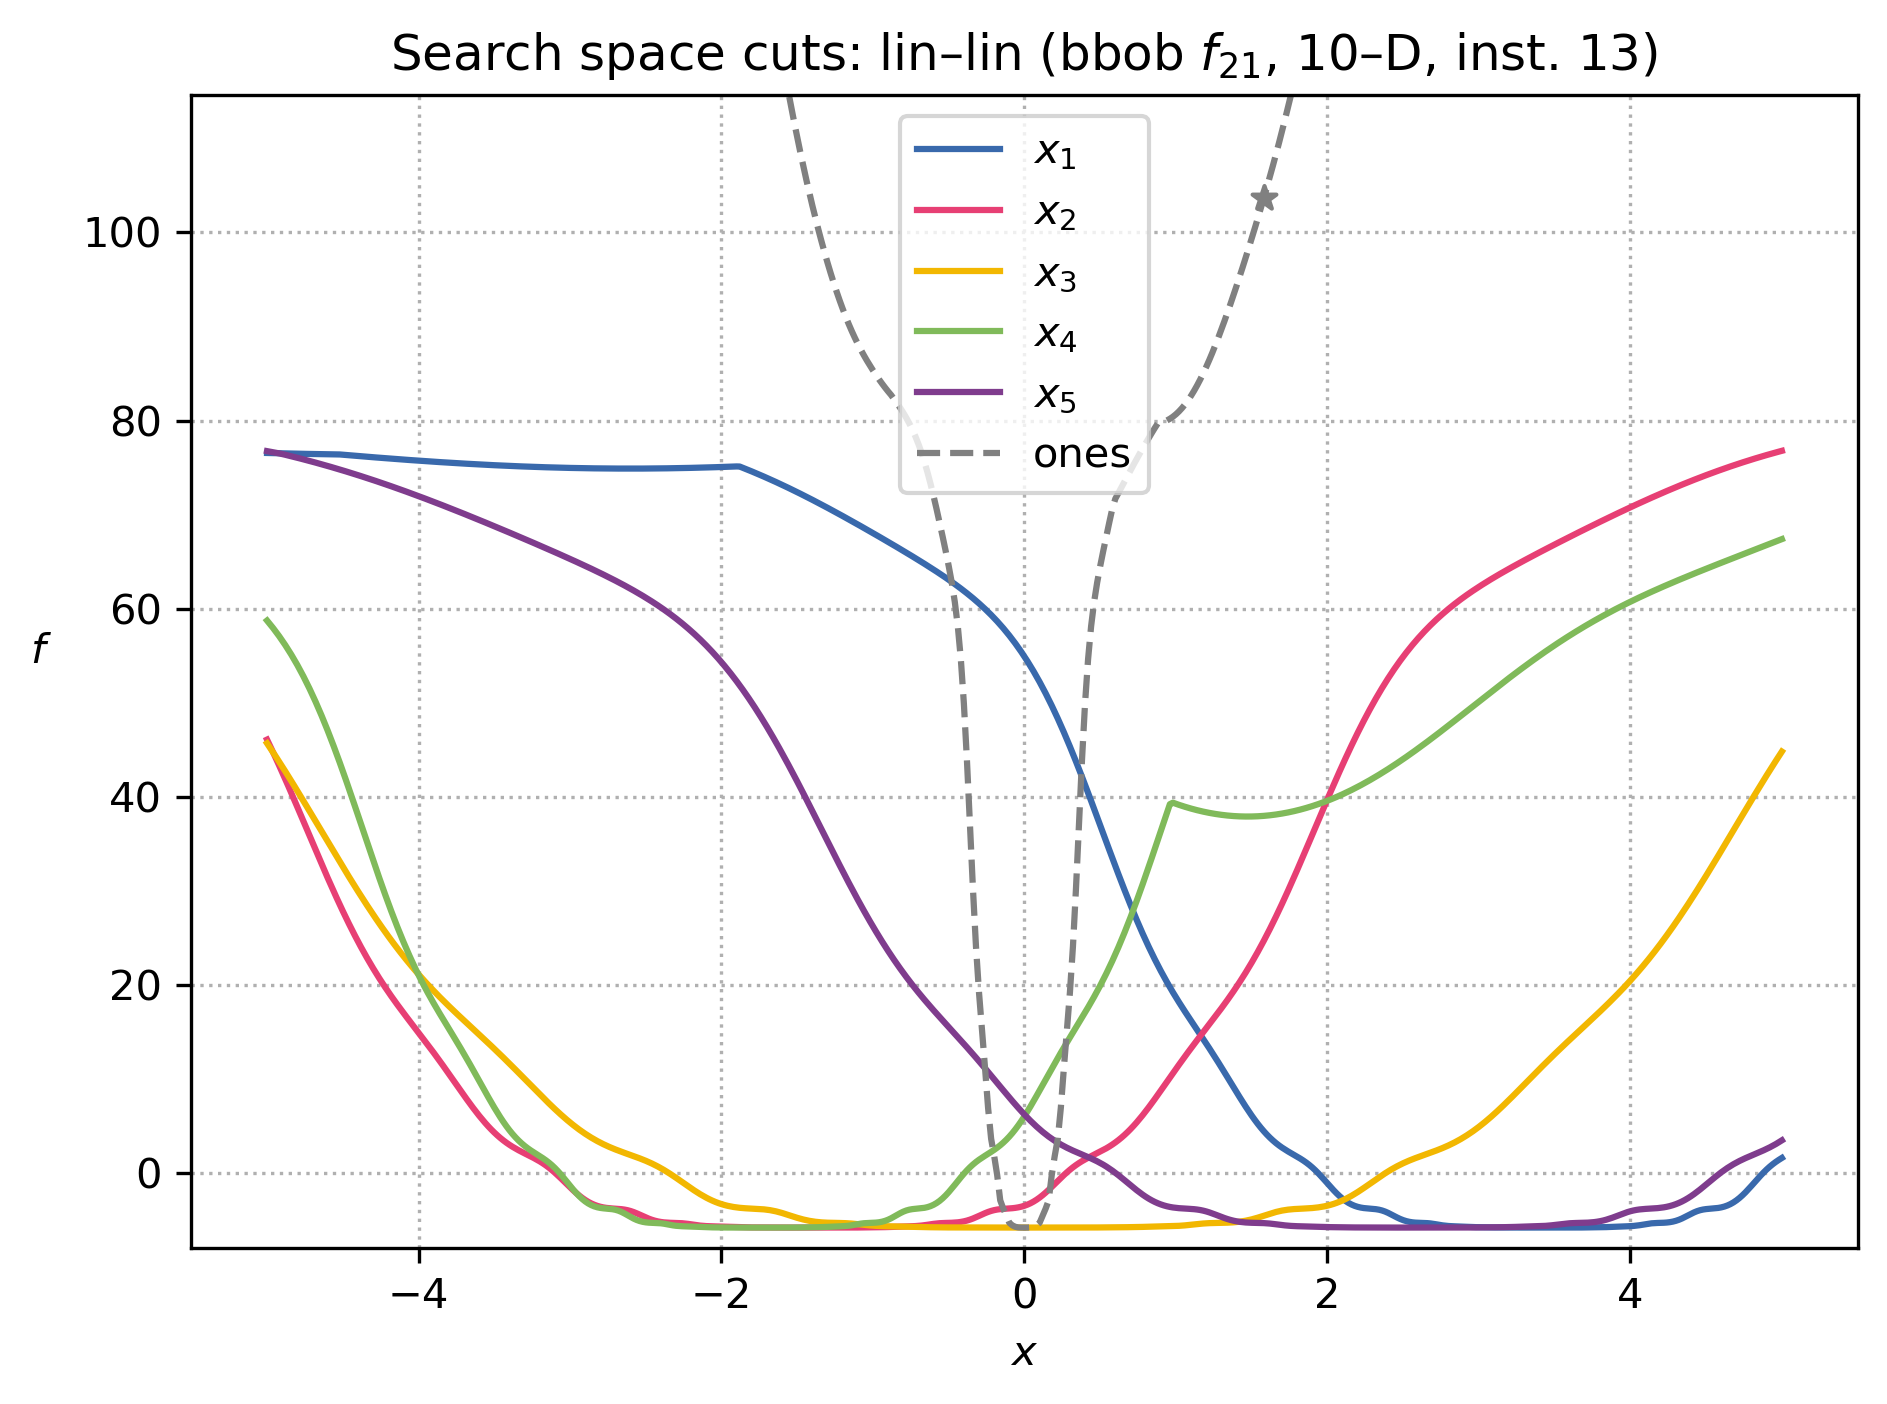 Search space cuts: lin–lin (bbob f₂₁, 10–D, inst. 13)
x₁
x₂
x₃
x₄
x₅
ones
100
80
60
40
20
0
f
−4 −2 0 2 4
x